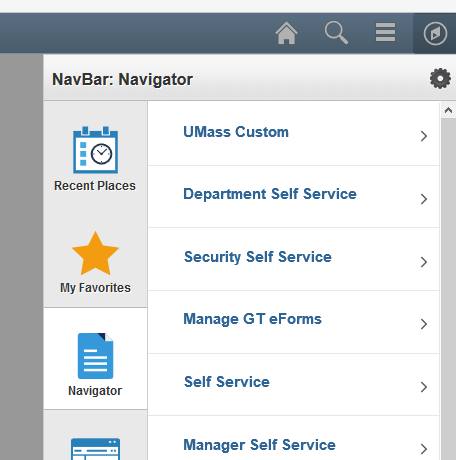 NavBar: Navigator
Recent Places
My Favorites
Navigator
UMass Custom
Department Self Service
Security Self Service
Manage GT eForms
Self Service
Manager Self Service